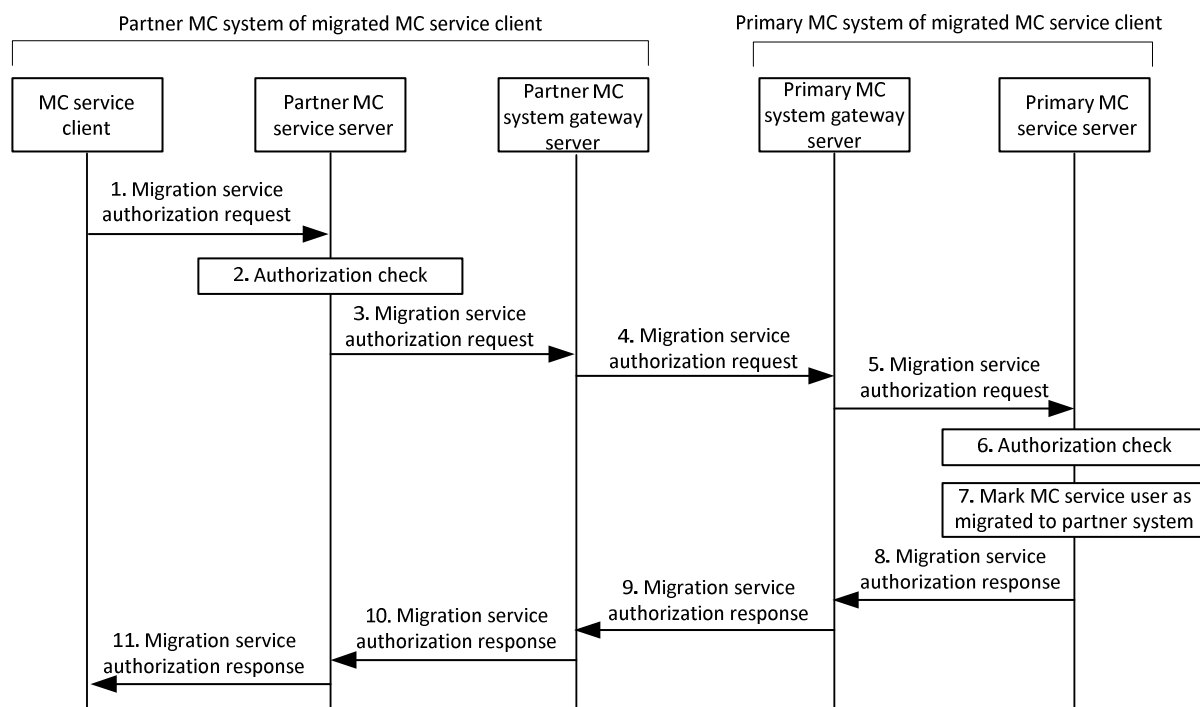 Partner MC system of migrated MC service client
Primary MC system of migrated MC service client
MC service
client
Partner MC
service server
Partner MC
system gateway
server
Primary MC
system gateway
server
Primary MC
service server
1. Migration service
authorization request
2. Authorization check
3. Migration service
authorization request
4. Migration service
authorization request
5. Migration service
authorization request
6. Authorization check
7. Mark MC service user as
migrated to partner system
8. Migration service
authorization response
9. Migration service
authorization response
10. Migration service
authorization response
11. Migration service
authorization response